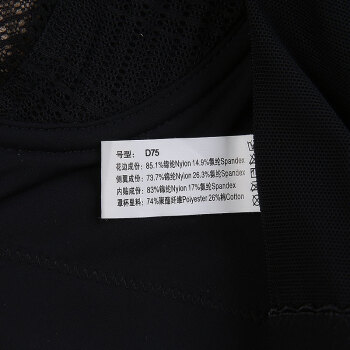 号型: D75
花边成份: 85.1%锦纶Nylon 14.9%氨纶Spandex
侧翼成份: 73.7%锦纶Nylon 26.3%氨纶Spandex
内贴成份: 83%锦纶Nylon 17%氨纶Spandex
罩杯里料: 74%聚酯纤维Polyester 26%棉Cotton